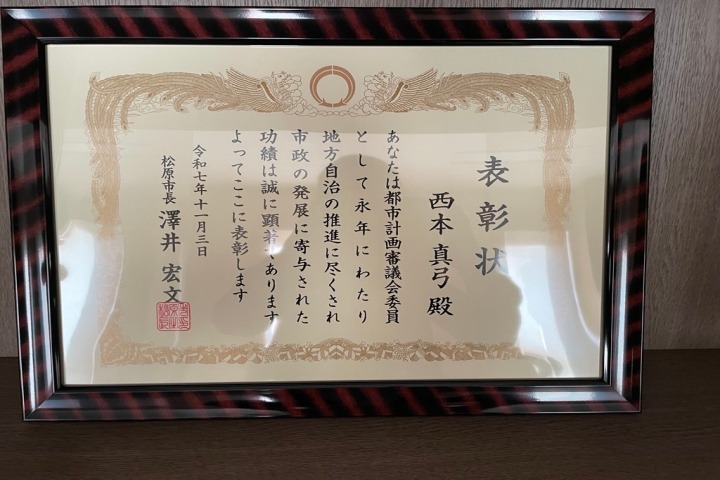 表彰状
西本真弓 殿
あなたは都市計画審議会委員
として永年にわたり
地方自治の推進に尽くされ
市政の発展に寄与された
功績は誠に顕著であります
よってここに表彰します
令和七年十一月三日
松原市長 澤井宏文